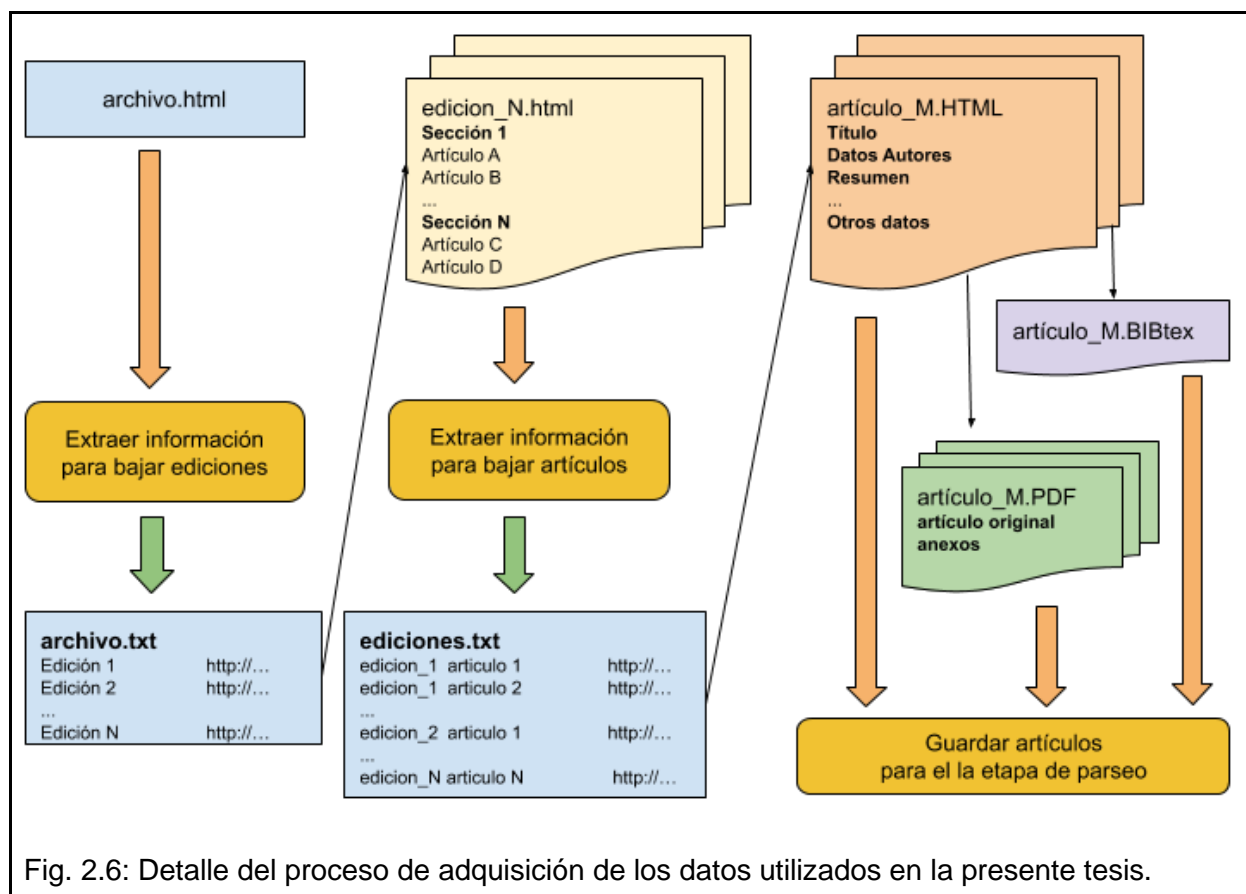 archivo.html
Extraer información
para bajar ediciones
archivo.txt
Edición 1 http://…
Edición 2 http://…
...
Edición N http://…
edicion_N.html
Sección 1
Artículo A
Artículo B
...
Sección N
Artículo C
Artículo D
Extraer información
para bajar artículos
ediciones.txt
edicion_1 articulo 1 http://…
edicion_1 articulo 2 http://…
...
edicion_2 articulo 1 http://…
...
edicion_N articulo N http://…
artículo_M.HTML
Título
Datos Autores
Resumen
...
Otros datos
artículo_M.BIBtex
artículo_M.PDF
artículo original
anexos
Guardar artículos
para el la etapa de parseo
Fig. 2.6: Detalle del proceso de adquisición de los datos utilizados en la presente tesis.